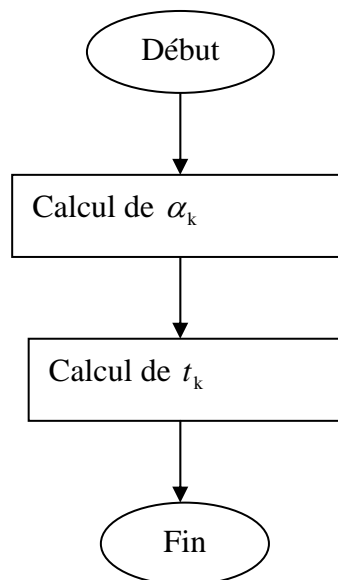 Début
Calcul de αₖ
Calcul de tₖ
Fin